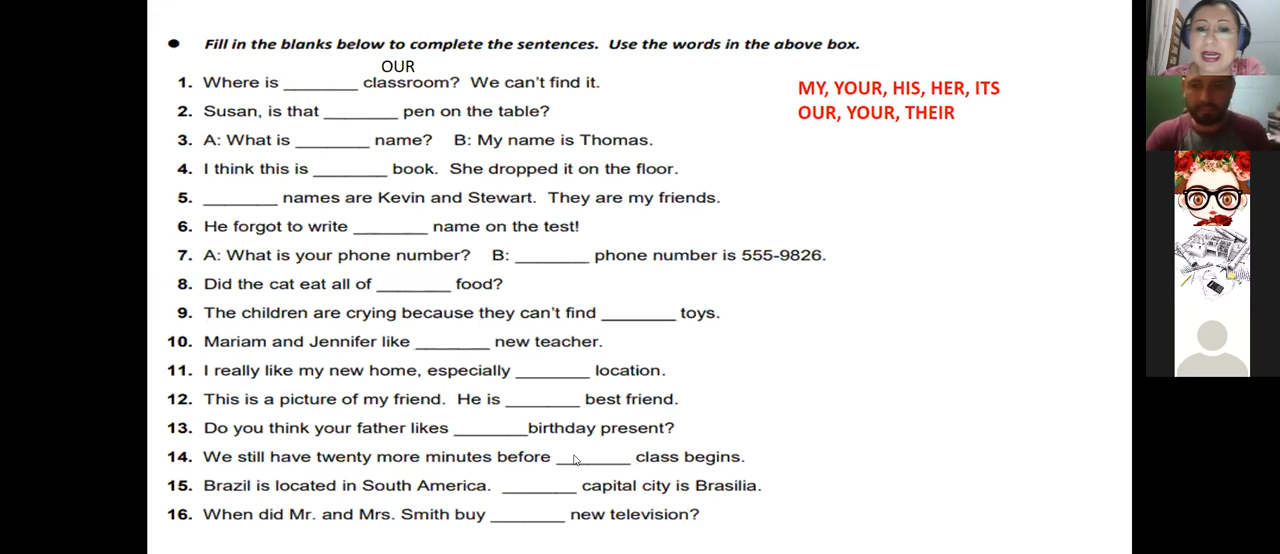 ● Fill in the blanks below to complete the sentences. Use the words in the above box.
OUR
1. Where is ________ classroom? We can't find it.
MY, YOUR, HIS, HER, ITS
OUR, YOUR, THEIR
2. Susan, is that ________ pen on the table?
3. A: What is ________ name? B: My name is Thomas.
4. I think this is ________ book. She dropped it on the floor.
5. ________ names are Kevin and Stewart. They are my friends.
6. He forgot to write ________ name on the test!
7. A: What is your phone number? B: ________ phone number is 555-9826.
8. Did the cat eat all of ________ food?
9. The children are crying because they can't find ________ toys.
10. Mariam and Jennifer like ________ new teacher.
11. I really like my new home, especially ________ location.
12. This is a picture of my friend. He is ________ best friend.
13. Do you think your father likes ________birthday present?
14. We still have twenty more minutes before ________ class begins.
15. Brazil is located in South America. ________ capital city is Brasilia.
16. When did Mr. and Mrs. Smith buy ________ new television?